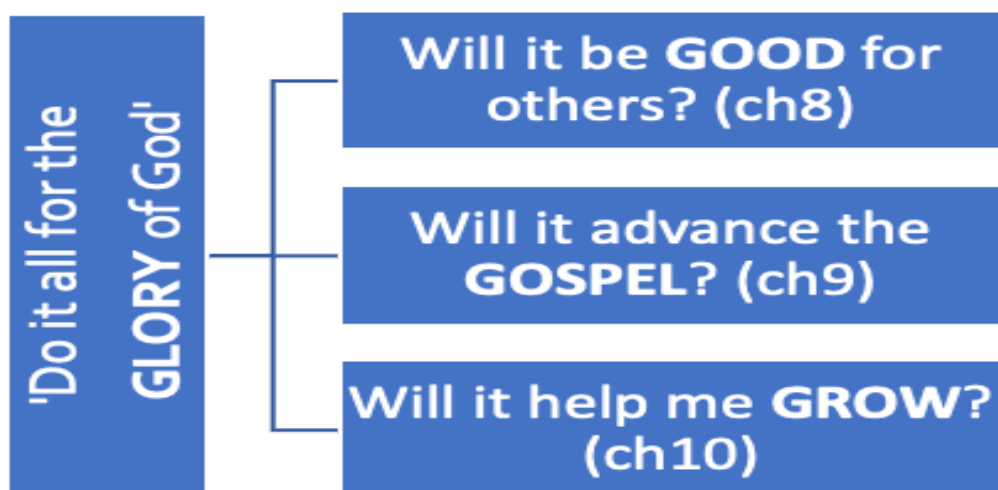 'Do it all for the
GLORY of God'
Will it be GOOD for
others? (ch8)
Will it advance the
GOSPEL? (ch9)
Will it help me GROW?
(ch10)